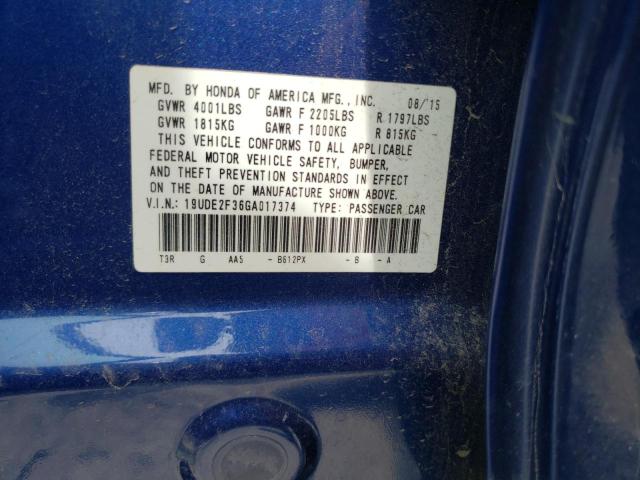 MFD. BY HONDA OF AMERICA MFG., INC. 08/'15
GVWR 4001LBS GAWR F 2205LBS R 1797LBS
GVWR 1815KG GAWR F 1000KG R 815KG
THIS VEHICLE CONFORMS TO ALL APPLICABLE
FEDERAL MOTOR VEHICLE SAFETY, BUMPER,
AND THEFT PREVENTION STANDARDS IN EFFECT
ON THE DATE OF MANUFACTURE SHOWN ABOVE.
V.I.N.: 19UDE2F36GA017374 TYPE: PASSENGER CAR
T3R G AA5 - B612PX - B - A